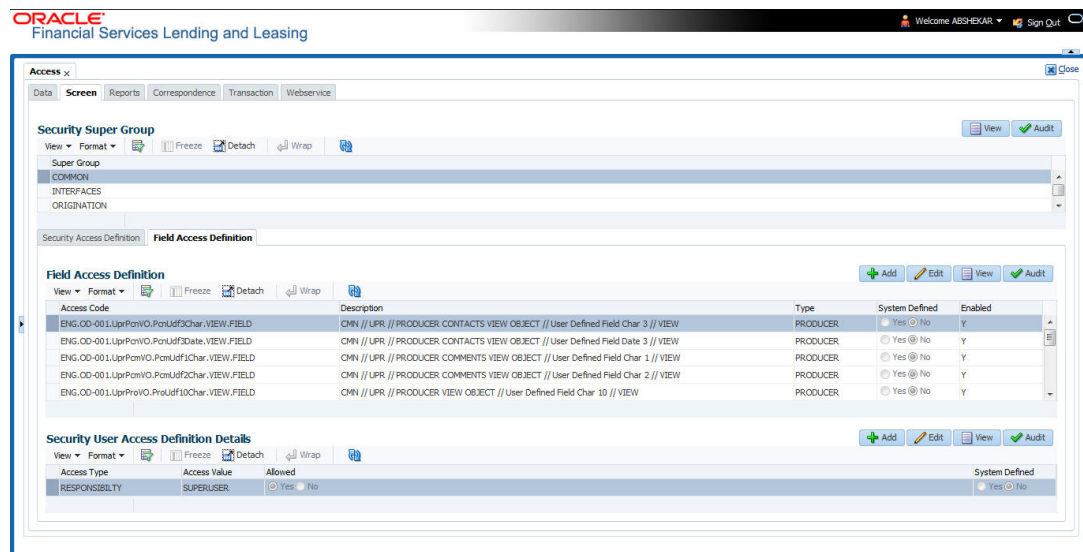 ORACLE®
Financial Services Lending and Leasing
Welcome ABSHEKAR Sign Out
Access x
Close
Data Screen Reports Correspondence Transaction Webservice
Security Super Group
View Audit
View Format Freeze Detach Wrap
Super Group
COMMON
INTERFACES
ORIGINATION
Security Access Definition Field Access Definition
Field Access Definition
Add Edit View Audit
View Format Freeze Detach Wrap
Access Code Description Type System Defined Enabled
ENG.OD-001.UprPcnVO.PcnUdf3Char.VIEW.FIELD CMN // UPR // PRODUCER CONTACTS VIEW OBJECT // User Defined Field Char 3 // VIEW PRODUCER Yes No Y
ENG.OD-001.UprPcnVO.PcnUdf3Date.VIEW.FIELD CMN // UPR // PRODUCER CONTACTS VIEW OBJECT // User Defined Field Date 3 // VIEW PRODUCER Yes No Y
ENG.OD-001.UprPcmVO.PcmUdf1Char.VIEW.FIELD CMN // UPR // PRODUCER COMMENTS VIEW OBJECT // User Defined Field Char 1 // VIEW PRODUCER Yes No Y
ENG.OD-001.UprPcmVO.PcmUdf2Char.VIEW.FIELD CMN // UPR // PRODUCER COMMENTS VIEW OBJECT // User Defined Field Char 2 // VIEW PRODUCER Yes No Y
ENG.OD-001.UprProVO.ProUdf10Char.VIEW.FIELD CMN // UPR // PRODUCER VIEW OBJECT // User Defined Field Char 10 // VIEW PRODUCER Yes No Y
Security User Access Definition Details
Add Edit View Audit
View Format Freeze Detach Wrap
Access Type Access Value Allowed System Defined
RESPONSIBILTY SUPERUSER Yes No Yes No